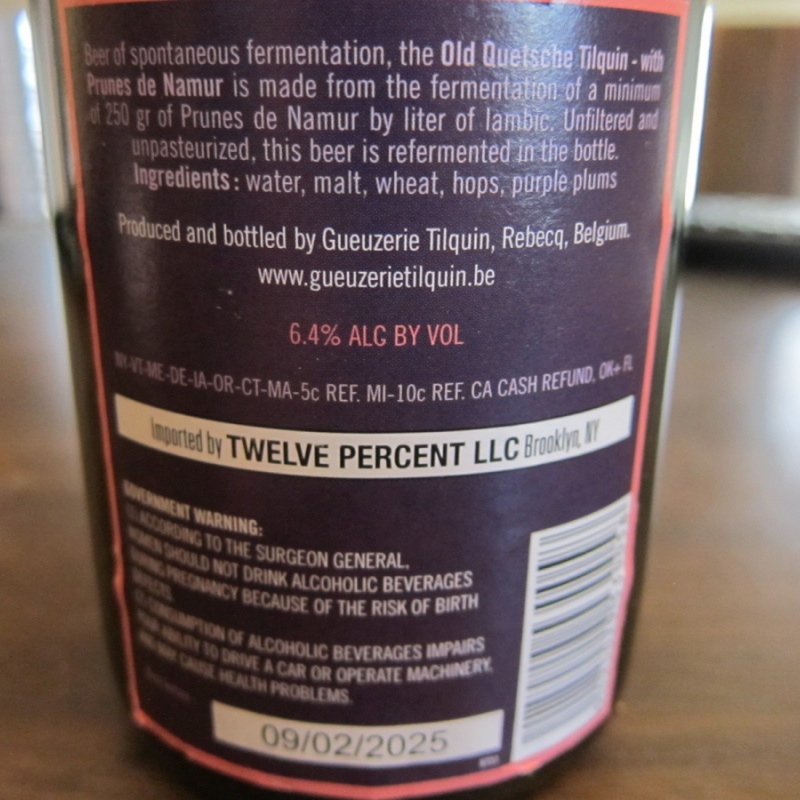 Beer of spontaneous fermentation, the Old Quetsche Tilquin - with
Prunes de Namur is made from the fermentation of a minimum
of 250 gr of Prunes de Namur by liter of lambic. Unfiltered and
unpasteurized, this beer is refermented in the bottle.
Ingredients: water, malt, wheat, hops, purple plums
Produced and bottled by Gueuzerie Tilquin, Rebecq, Belgium.
www.gueuzerietilquin.be
6.4% ALC BY VOL
NY-VT-ME-DE-IA-OR-CT-MA-5c REF. MI-10c REF. CA CASH REFUND, OK+ FL
Imported by TWELVE PERCENT LLC Brooklyn, NY
GOVERNMENT WARNING:
(1) ACCORDING TO THE SURGEON GENERAL,
WOMEN SHOULD NOT DRINK ALCOHOLIC BEVERAGES
DURING PREGNANCY BECAUSE OF THE RISK OF BIRTH
DEFECTS.
(2) CONSUMPTION OF ALCOHOLIC BEVERAGES IMPAIRS
YOUR ABILITY TO DRIVE A CAR OR OPERATE MACHINERY,
AND MAY CAUSE HEALTH PROBLEMS.
09/02/2025